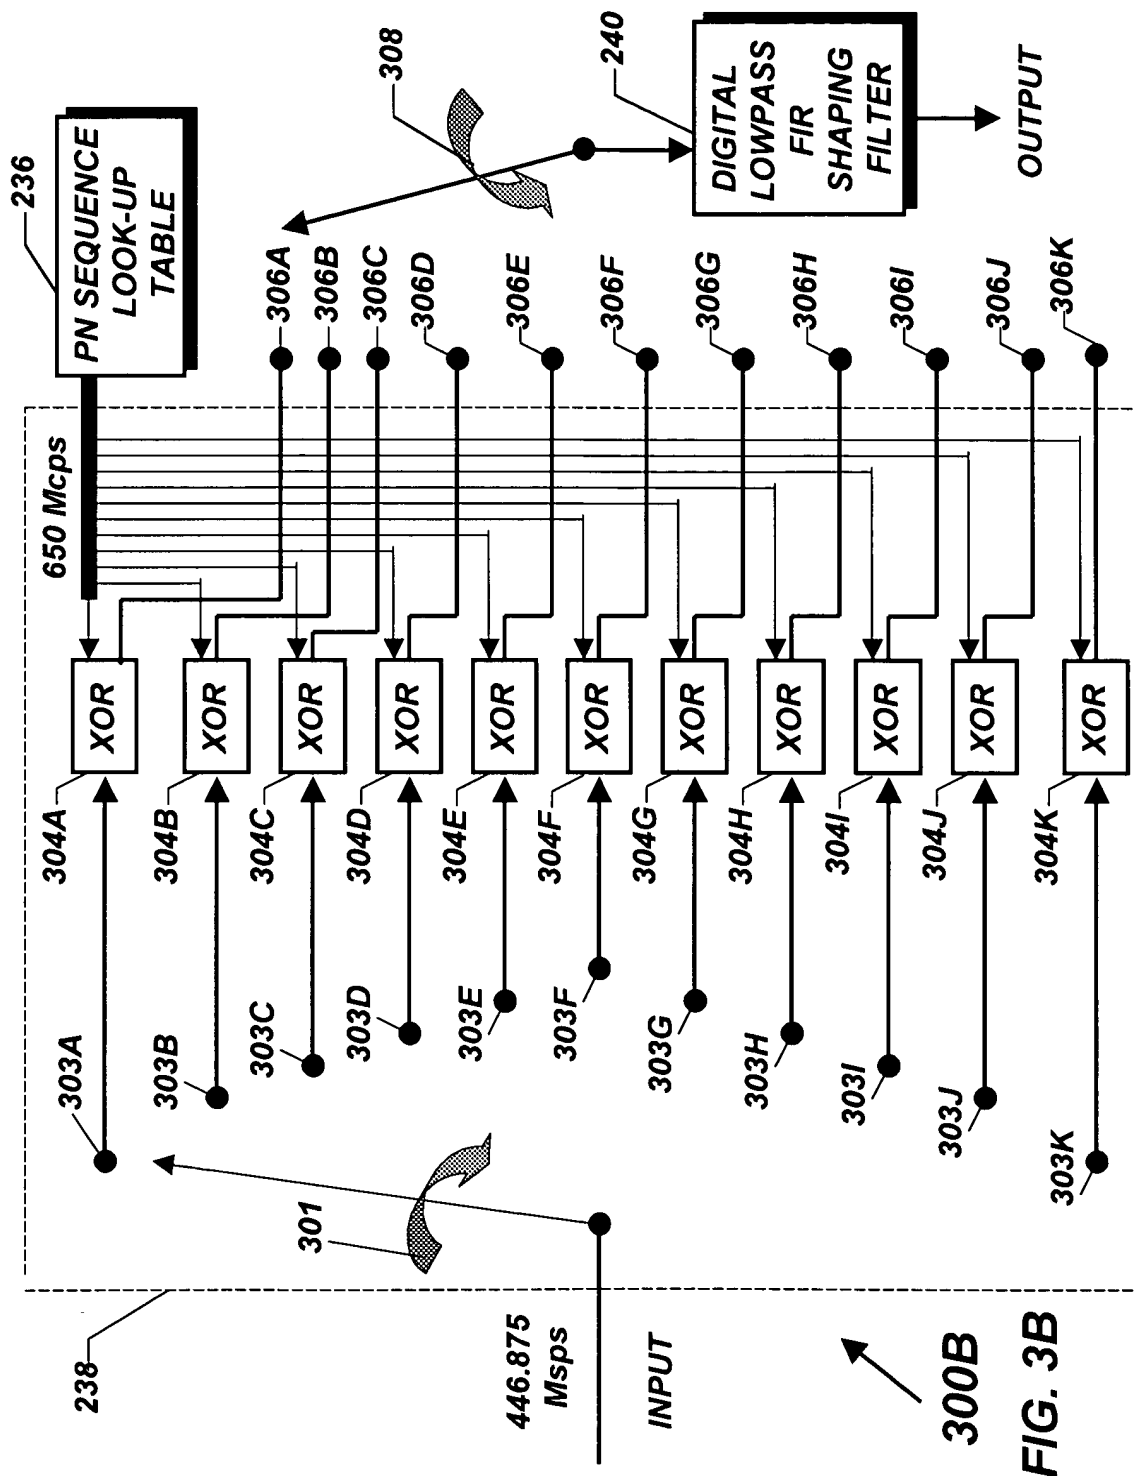 236
PN SEQUENCE
LOOK-UP
TABLE
308
240
DIGITAL
LOWPASS
FIR
SHAPING
FILTER
OUTPUT
650 Mcps
306A
306B
306C
306D
306E
306F
306G
306H
306I
306J
306K
XOR
XOR
XOR
XOR
XOR
XOR
XOR
XOR
XOR
XOR
XOR
304A
304B
304C
304D
304E
304F
304G
304H
304I
304J
304K
303A
303B
303C
303D
303E
303F
303G
303H
303I
303J
303K
301
238
446.875
Msps
INPUT
300B
FIG. 3B